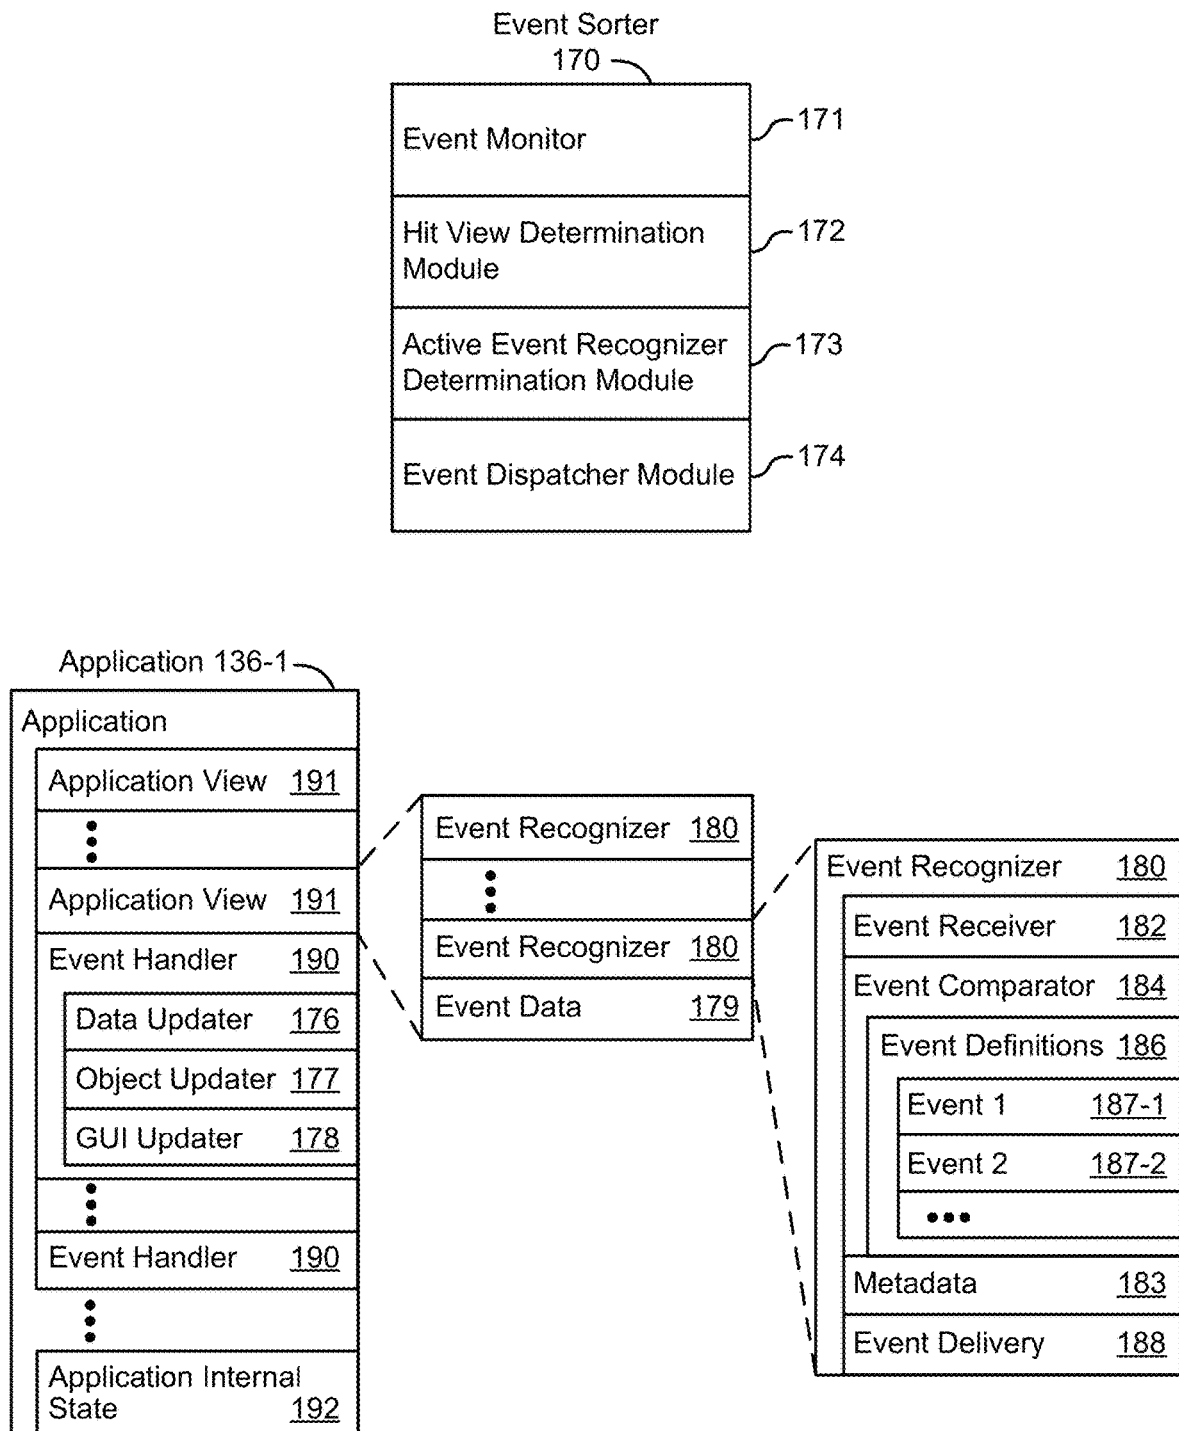 Event Sorter
170
Event Monitor
171
Hit View Determination
Module
172
Active Event Recognizer
Determination Module
173
Event Dispatcher Module
174
Application 136-1
Application
Application View 191
Application View 191
Event Handler 190
Data Updater 176
Object Updater 177
GUI Updater 178
Event Handler 190
Application Internal
State 192
Event Recognizer 180
Event Recognizer 180
Event Data 179
Event Recognizer 180
Event Receiver 182
Event Comparator 184
Event Definitions 186
Event 1 187-1
Event 2 187-2
Metadata 183
Event Delivery 188